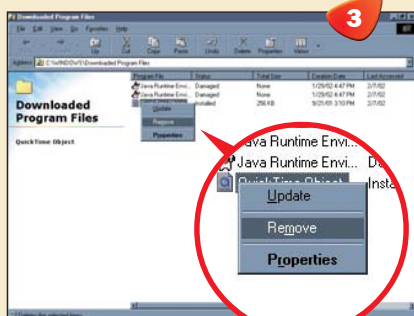 Downloaded Program Files
3
File Edit View Go Favorites Help
Up Cut Copy Paste Undo Delete Properties Views
Address C:\WINDOWS\Downloaded Program Files
Program File Status Total Size Creation Date Last Accessed
Java Runtime Envi... Damaged None 1/29/02 4:47 PM 2/7/02
Java Runtime Envi... Damaged None 1/29/02 4:47 PM 2/7/02
Installed 256 KB 9/21/01 3:10 PM 2/7/02
Update
Remove
Properties
Downloaded
Program Files
QuickTime Object
Java Runtime Envi...
Java Runtime Envi... Da
QuickTime Object Insta
Update
Remove
Properties